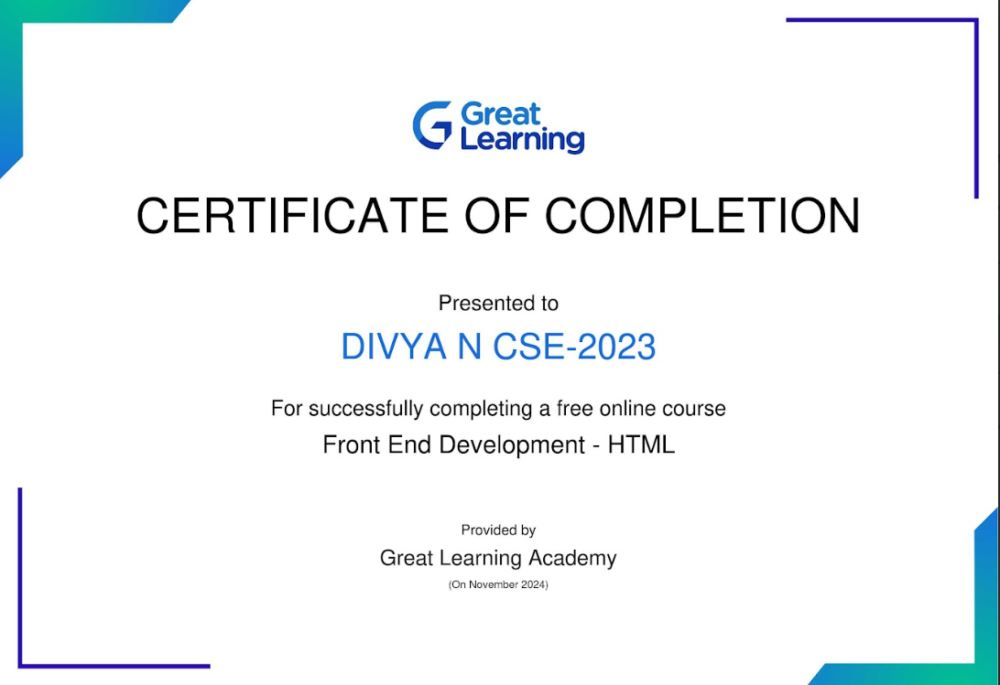 Great
Learning
CERTIFICATE OF COMPLETION
Presented to
DIVYA N CSE-2023
For successfully completing a free online course
Front End Development - HTML
Provided by
Great Learning Academy
(On November 2024)